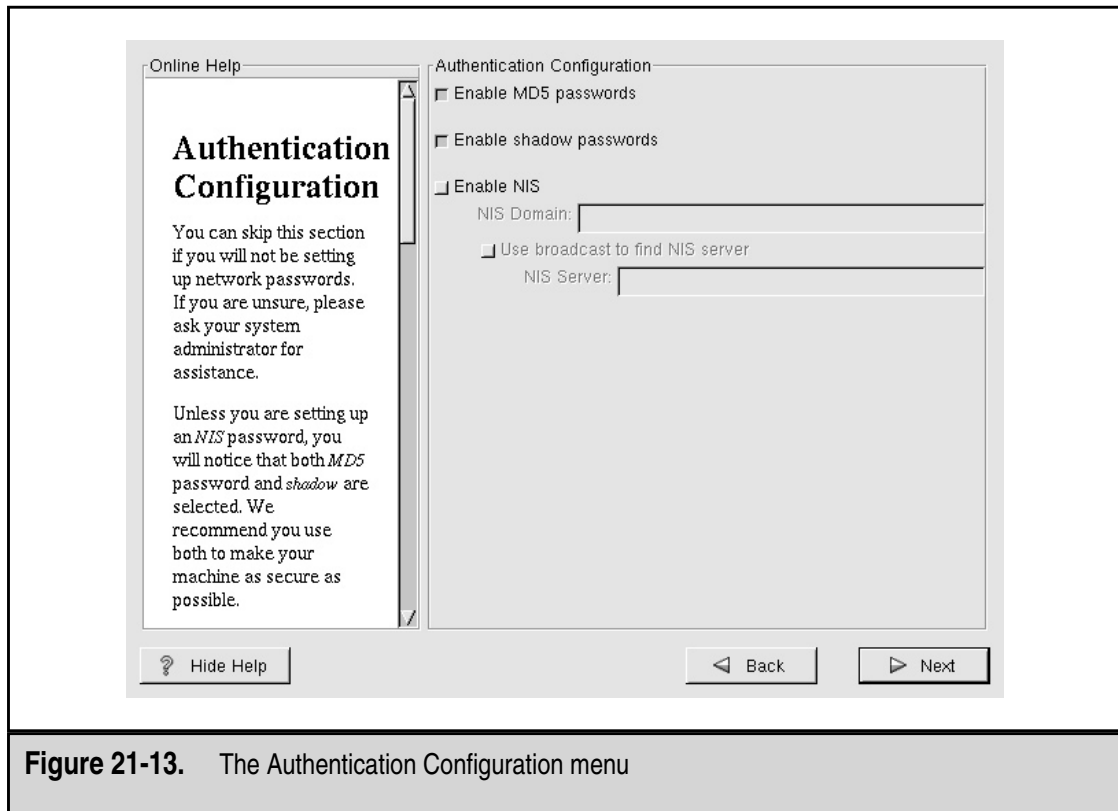 Online Help
Authentication
Configuration
You can skip this section
if you will not be setting
up network passwords.
If you are unsure, please
ask your system
administrator for
assistance.
Unless you are setting up
an NIS password, you
will notice that both MD5
password and shadow are
selected. We
recommend you use
both to make your
machine as secure as
possible.
Authentication Configuration
Enable MD5 passwords
Enable shadow passwords
Enable NIS
NIS Domain:
Use broadcast to find NIS server
NIS Server:
Hide Help
Back
Next
Figure 21-13. The Authentication Configuration menu